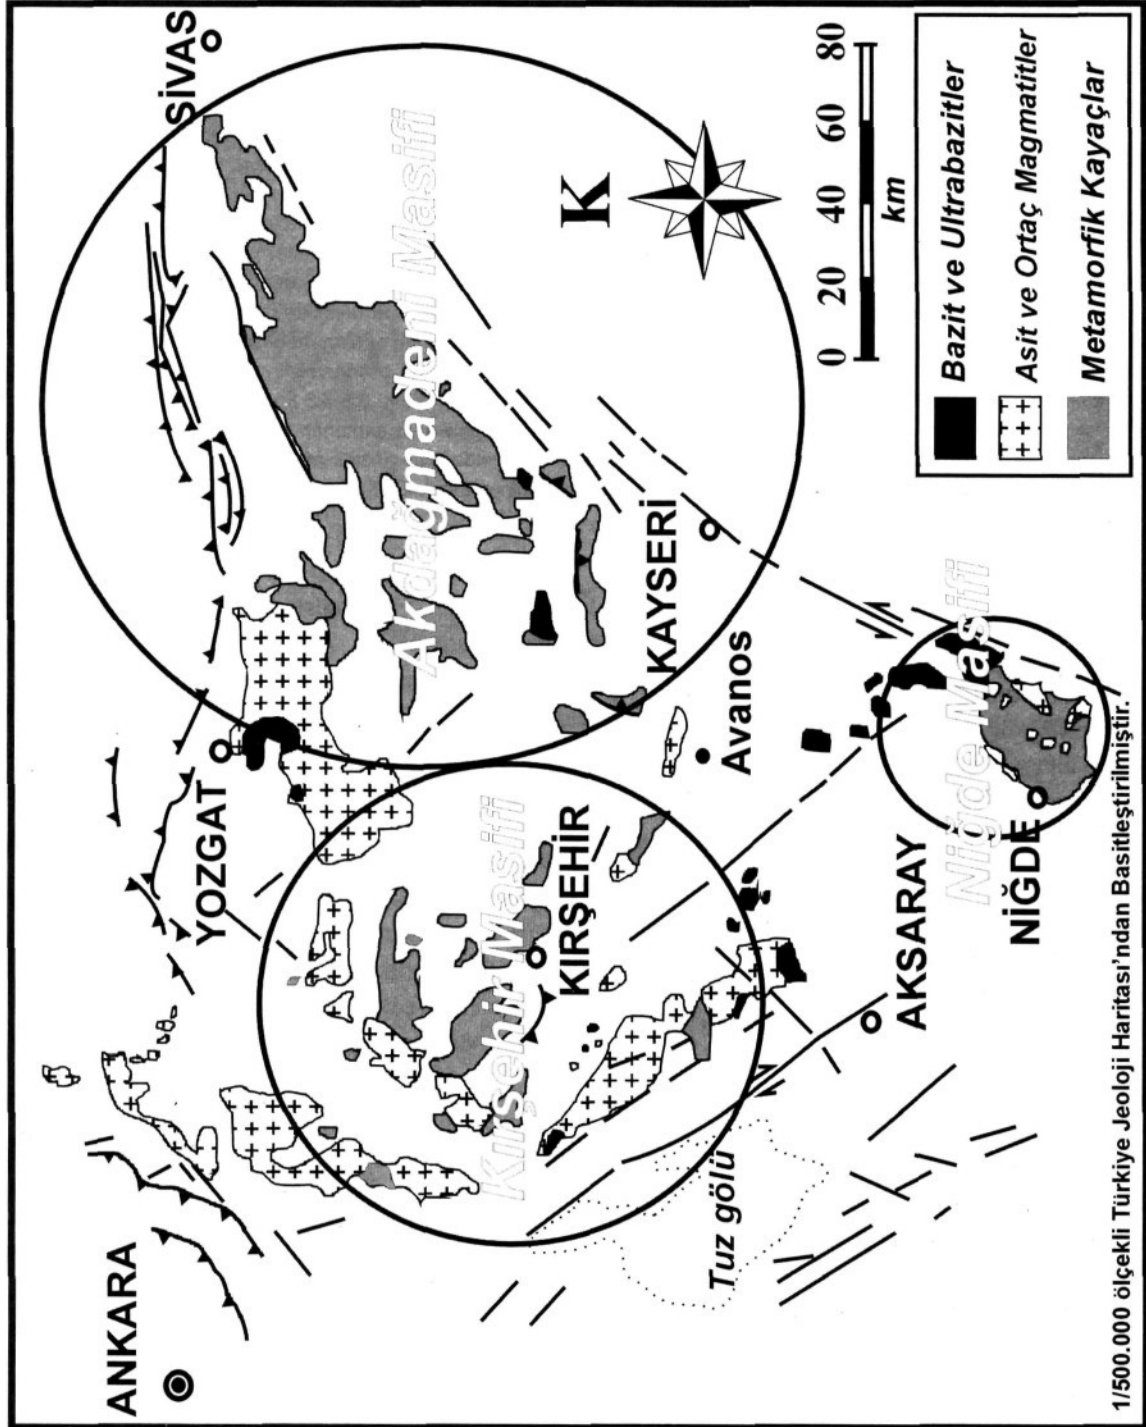 SİVAS
ANKARA
YOZGAT
Akdağmadeni Masifi
K
Kırşehir Masifi
KIRŞEHİR
KAYSERİ
Avanos
Tuz gölü
AKSARAY
Niğde Masifi
NİĞDE
0 20 40 60 80
km
Bazit ve Ultrabazitler
Asit ve Ortaç Magmatitler
Metamorfik Kayaçlar
1/500.000 ölçekli Türkiye Jeoloji Haritası'ndan Basitleştirilmiştir.